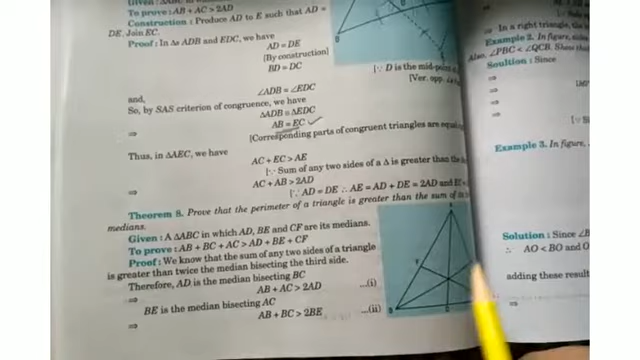 To prove : AB + AC > 2AD
Construction : Produce AD to E such that AD =
DE. Join EC.
Proof : In Δs ADB and EDC, we have
AD = DE
[By construction]
BD = DC
[∵ D is the mid-point
and, ∠ADB = ∠EDC
[Ver. opp.
So, by SAS criterion of congruence, we have
ΔADB ≅ ΔEDC
⇒ AB = EC
[Corresponding parts of congruent triangles are equal
Thus, in ΔAEC, we have
AC + EC > AE
[∵ Sum of any two sides of a Δ is greater than the
⇒ AC + AB > 2AD
[∵ AD = DE ∴ AE = AD + DE = 2AD and
Theorem 8. Prove that the perimeter of a triangle is greater than the sum of
medians.
Given : A ΔABC in which AD, BE and CF are its medians.
To prove : AB + BC + AC > AD + BE + CF
Proof : We know that the sum of any two sides of a triangle
is greater than twice the median bisecting the third side.
Therefore, AD is the median bisecting BC
⇒ AB + AC > 2AD ...(i)
BE is the median bisecting AC
⇒ AB + BC > 2BE ...(ii)
⇒ In a right triangle, the
Example 2. In figure, sides
Also, ∠PBC < ∠QCB. Show tha
Soultion : Since
⇒
⇒
⇒
⇒
Example 3. In figure,
Solution : Since ∠B
∴ AO < BO and
adding these result
⇒